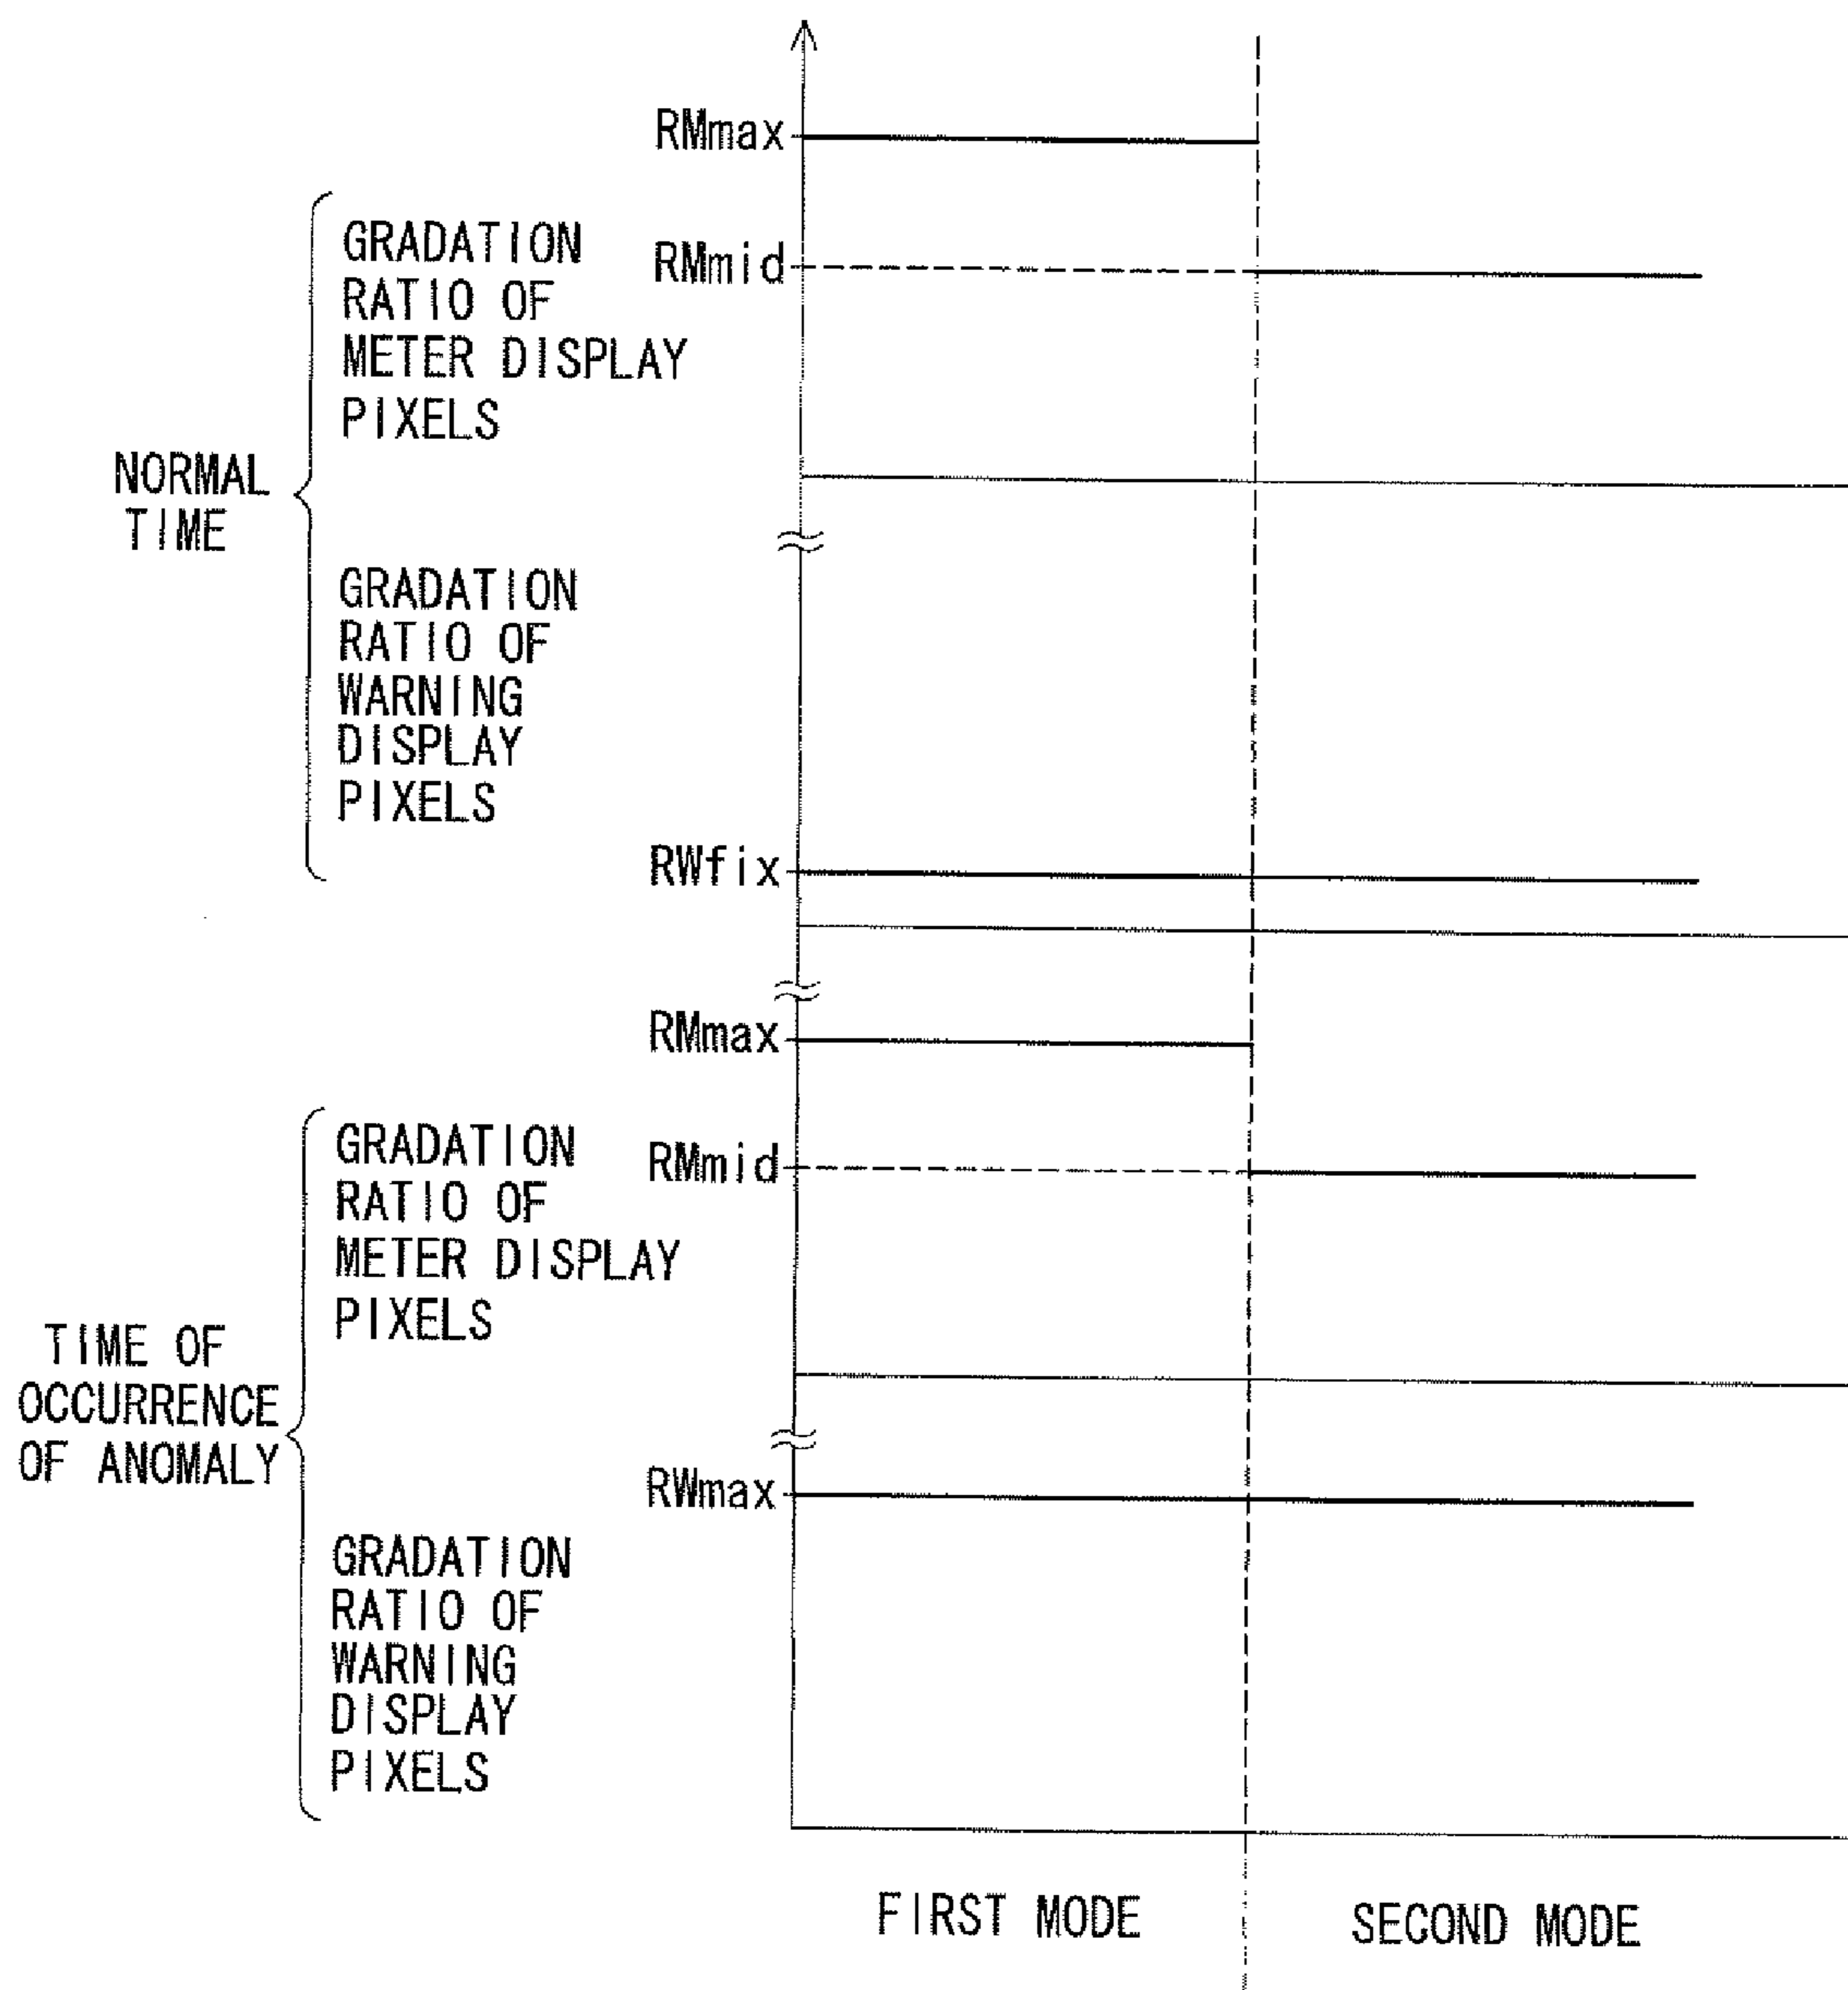 RMmax
GRADATION
RATIO OF
METER DISPLAY
PIXELS
RMmid
NORMAL
TIME
GRADATION
RATIO OF
WARNING
DISPLAY
PIXELS
RWfix
RMmax
GRADATION
RATIO OF
METER DISPLAY
PIXELS
RMmid
TIME OF
OCCURRENCE
OF ANOMALY
RWmax
GRADATION
RATIO OF
WARNING
DISPLAY
PIXELS
FIRST MODE
SECOND MODE